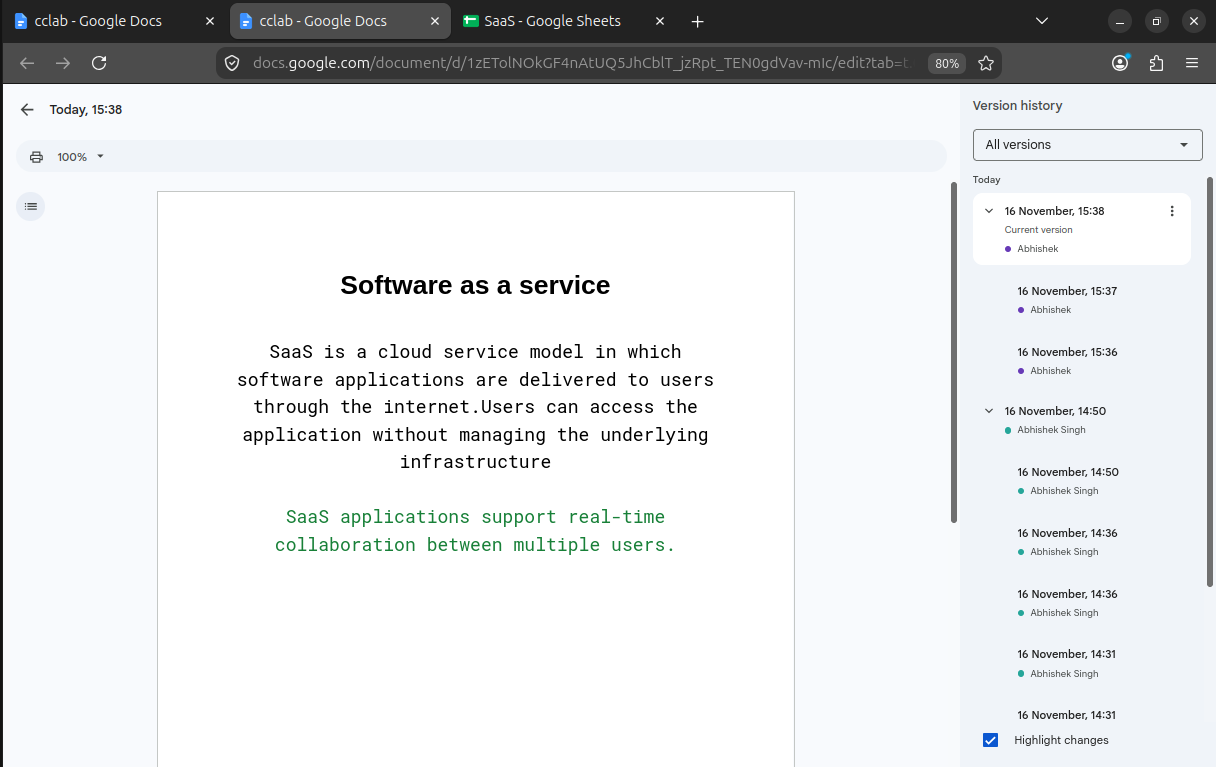 cclab - Google Docs
cclab - Google Docs
SaaS - Google Sheets
docs.google.com/document/d/1zETolNOkGF4nAtUQ5JhCblT_jzRpt_TEN0gdVav-mIc/edit?tab=t
80%
Today, 15:38
100%
Software as a service
SaaS is a cloud service model in which
software applications are delivered to users
through the internet.Users can access the
application without managing the underlying
infrastructure
SaaS applications support real-time
collaboration between multiple users.
Version history
All versions
Today
16 November, 15:38
Current version
Abhishek
16 November, 15:37
Abhishek
16 November, 15:36
Abhishek
16 November, 14:50
Abhishek Singh
16 November, 14:50
Abhishek Singh
16 November, 14:36
Abhishek Singh
16 November, 14:36
Abhishek Singh
16 November, 14:31
Abhishek Singh
16 November, 14:31
Highlight changes